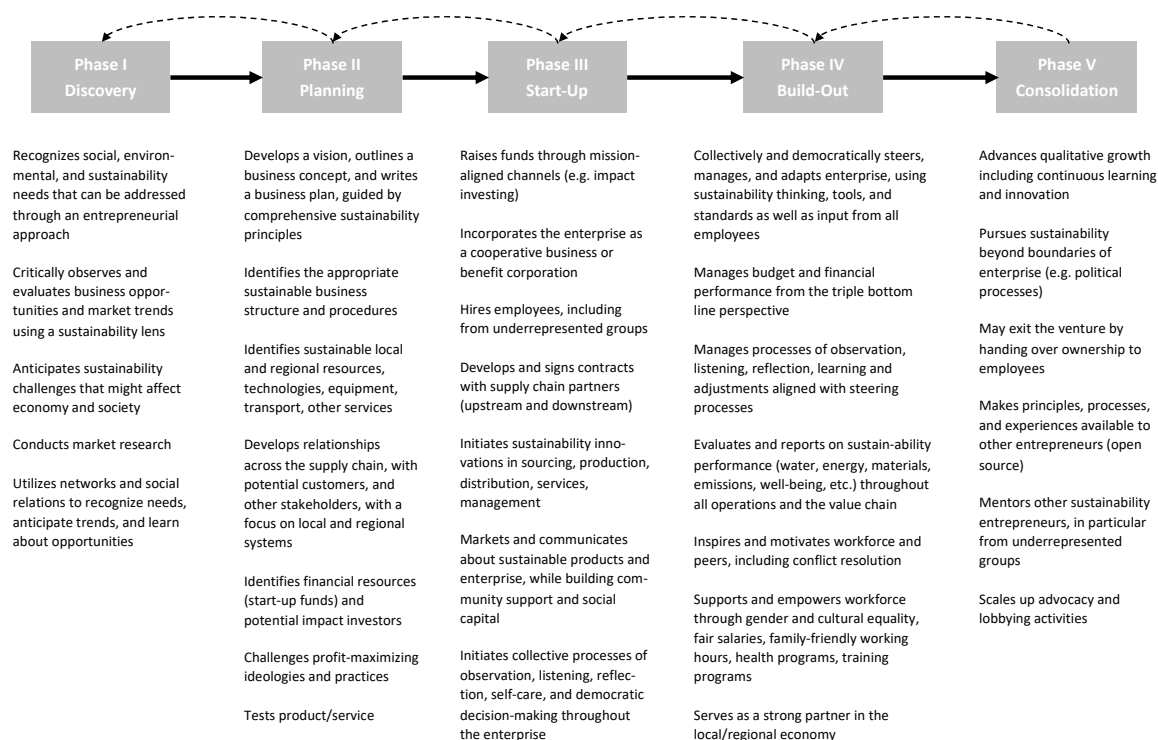 Phase I
Discovery
Phase II
Planning
Phase III
Start-Up
Phase IV
Build-Out
Phase V
Consolidation
Recognizes social, environ-
mental, and sustainability
needs that can be addressed
through an entrepreneurial
approach
Critically observes and
evaluates business oppor-
tunities and market trends
using a sustainability lens
Anticipates sustainability
challenges that might affect
economy and society
Conducts market research
Utilizes networks and social
relations to recognize needs,
anticipate trends, and learn
about opportunities
Develops a vision, outlines a
business concept, and writes
a business plan, guided by
comprehensive sustainability
principles
Identifies the appropriate
sustainable business
structure and procedures
Identifies sustainable local
and regional resources,
technologies, equipment,
transport, other services
Develops relationships
across the supply chain, with
potential customers, and
other stakeholders, with a
focus on local and regional
systems
Identifies financial resources
(start-up funds) and
potential impact investors
Challenges profit-maximizing
ideologies and practices
Tests product/service
Raises funds through mission-
aligned channels (e.g. impact
investing)
Incorporates the enterprise as
a cooperative business or
benefit corporation
Hires employees, including
from underrepresented groups
Develops and signs contracts
with supply chain partners
(upstream and downstream)
Initiates sustainability inno-
vations in sourcing, production,
distribution, services,
management
Markets and communicates
about sustainable products and
enterprise, while building com-
munity support and social
capital
Initiates collective processes of
observation, listening, reflec-
tion, self-care, and democratic
decision-making throughout
the enterprise
Collectively and democratically steers,
manages, and adapts enterprise, using
sustainability thinking, tools, and
standards as well as input from all
employees
Manages budget and financial
performance from the triple bottom
line perspective
Manages processes of observation,
listening, reflection, learning and
adjustments aligned with steering
processes
Evaluates and reports on sustain-ability
performance (water, energy, materials,
emissions, well-being, etc.) throughout
all operations and the value chain
Inspires and motivates workforce and
peers, including conflict resolution
Supports and empowers workforce
through gender and cultural equality,
fair salaries, family-friendly working
hours, health programs, training
programs
Serves as a strong partner in the
local/regional economy
Advances qualitative growth
including continuous learning
and innovation
Pursues sustainability
beyond boundaries of
enterprise (e.g. political
processes)
May exit the venture by
handing over ownership to
employees
Makes principles, processes,
and experiences available to
other entrepreneurs (open
source)
Mentors other sustainability
entrepreneurs, in particular
from underrepresented
groups
Scales up advocacy and
lobbying activities